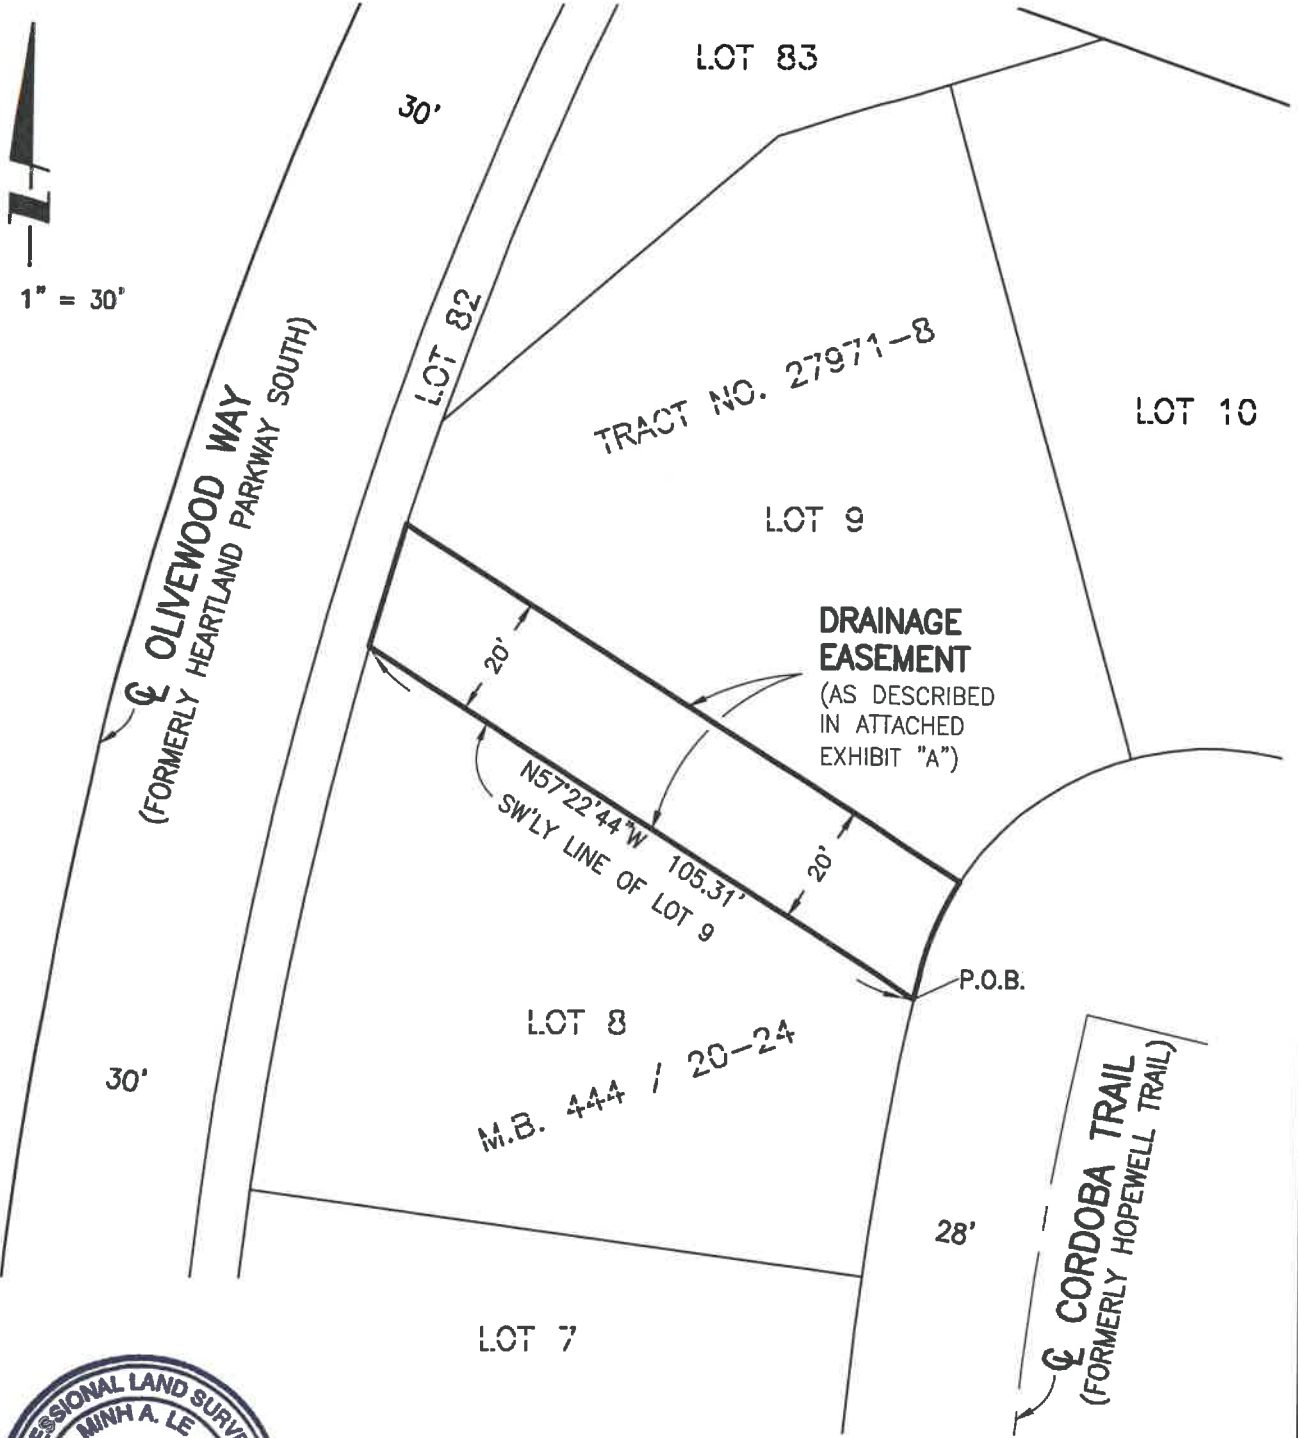 LOT 83
30'
1" = 30'
LOT 82
TRACT NO. 27971-8
LOT 10
LOT 9
℄ OLIVEWOOD WAY
(FORMERLY HEARTLAND PARKWAY SOUTH)
DRAINAGE
EASEMENT
(AS DESCRIBED
IN ATTACHED
EXHIBIT "A")
20'
20'
N57°22'44"W 105.31'
SW'LY LINE OF LOT 9
P.O.B.
LOT 8
M.B. 444 / 20-24
30'
28'
℄ CORDOBA TRAIL
(FORMERLY HOPEWELL TRAIL)
LOT 7
LAND
MINH A. LE